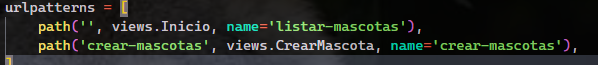 urlpatterns = [
    path('', views.Inicio, name='listar-mascotas'),
    path('crear-mascotas', views.CrearMascota, name='crear-mascotas'),
]